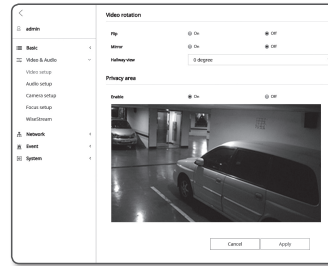 admin
Basic
Video & Audio
Video setup
Audio setup
Camera setup
Focus setup
WiseStream
Network
Event
System
Video rotation
Flip On Off
Mirror On Off
Hallway view 0 degree
Privacy area
Enable On Off
Cancel Apply